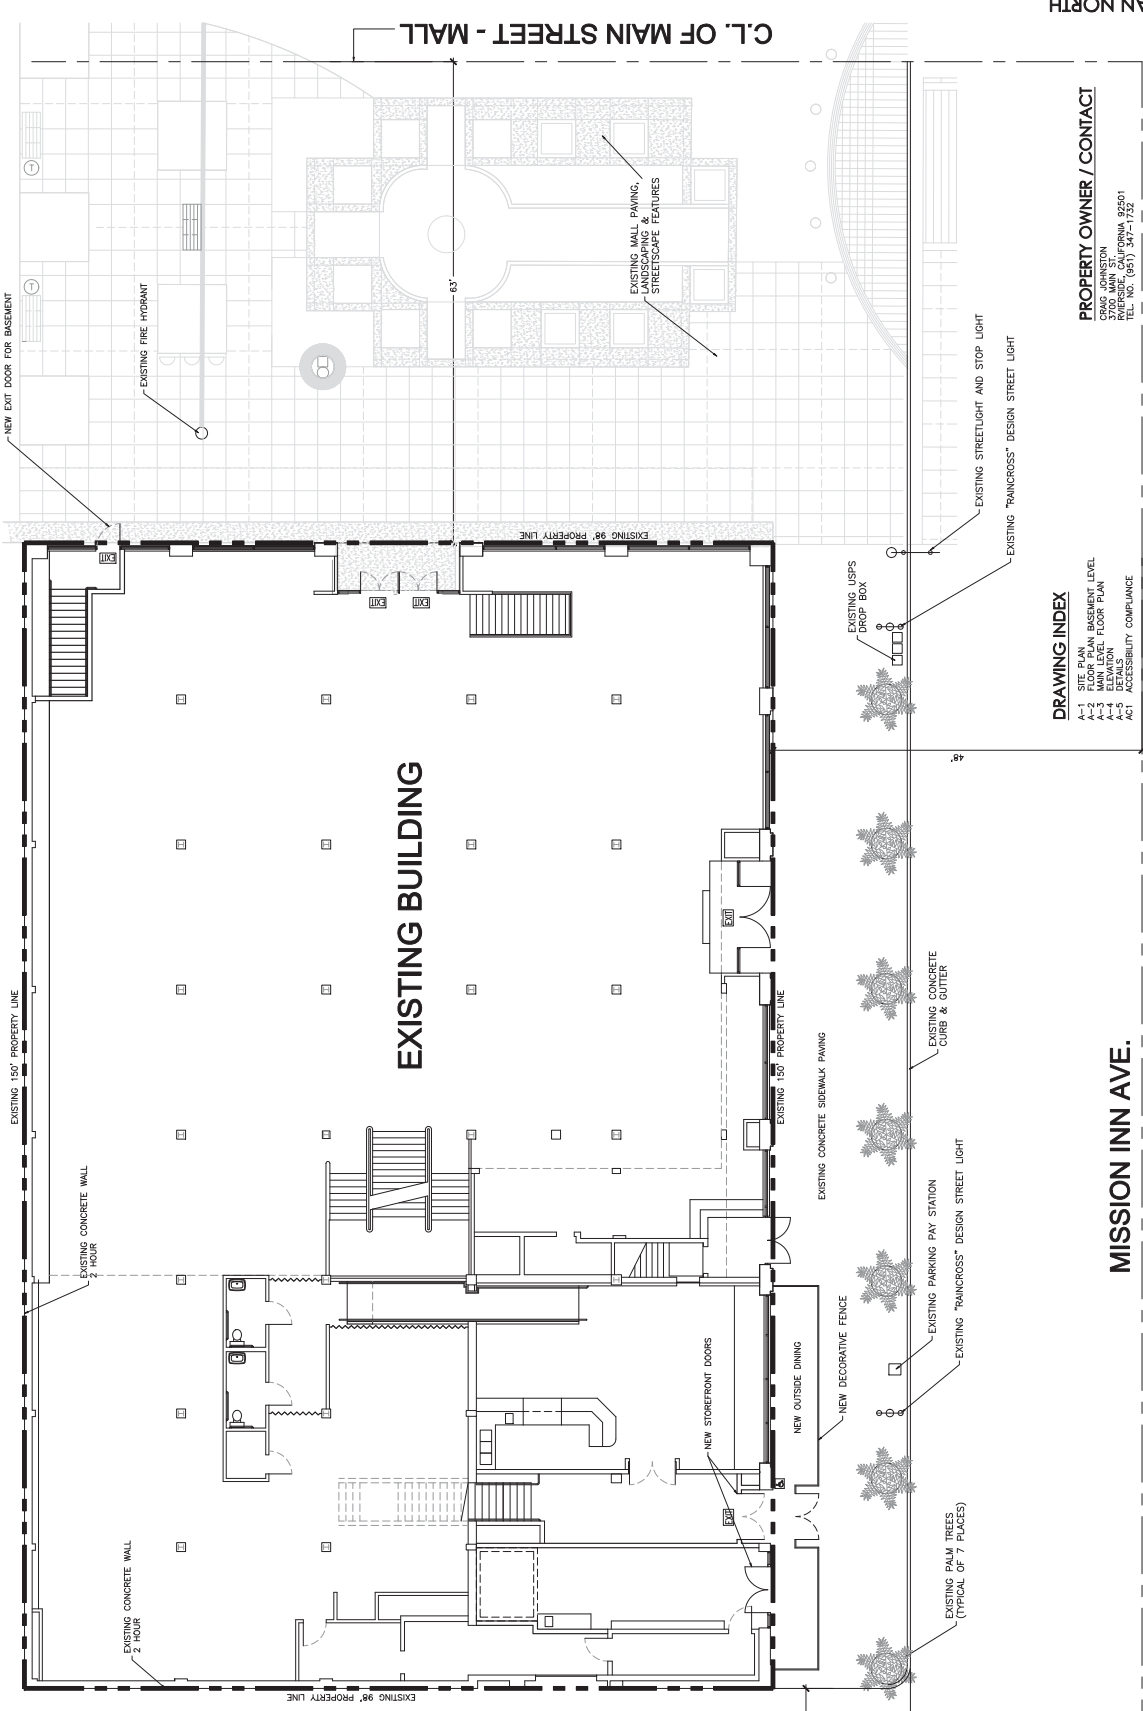 AN NORTH
C.L. OF MAIN STREET - MALL
NEW EXIT DOOR FOR BASEMENT
T
T
EXISTING FIRE HYDRANT
63'
EXISTING MALL PAVING,
LANDSCAPING &
STREETSCAPE FEATURES
PROPERTY OWNER / CONTACT
CRAIG JOHNSTON
3700 MAIN ST.
RVIERSIDE, CALIFORNIA 92501
TEL. NO. (951) 347-1732
EXISTING STREETLIGHT AND STOP LIGHT
EXISTING "RAINCROSS" DESIGN STREET LIGHT
EXISTING 98' PROPERTY LINE
EXIT
EXIT
EXIT
EXISTING USPS
DROP BOX
DRAWING INDEX
A-1 SITE PLAN
A-2 FLOOR PLAN BASEMENT LEVEL
A-3 MAIN LEVEL FLOOR PLAN
A-4 ELEVATION
A-5 DETAILS
AC1 ACCESSIBILITY COMPLIANCE
48'
EXISTING BUILDING
EXIT
EXISTING 150' PROPERTY LINE
EXISTING 150' PROPERTY LINE
EXISTING CONCRETE
CURB & GUTTER
EXISTING CONCRETE SIDEWALK PAVING
MISSION INN AVE.
EXISTING CONCRETE WALL
2 HOUR
EXISTING PARKING PAY STATION
EXISTING "RAINCROSS" DESIGN STREET LIGHT
NEW DECORATIVE FENCE
NEW OUTSIDE DINING
NEW STOREFRONT DOORS
EXIT
EXISTING CONCRETE WALL
2 HOUR
EXISTING PALM TREES
(TYPICAL OF 7 PLACES)
EXISTING 98' PROPERTY LINE